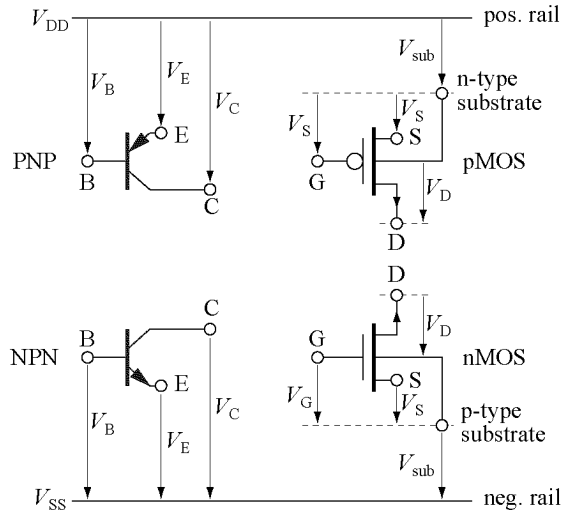 V_DD pos. rail
V_B V_E V_C V_sub
n-type
substrate
V_S V_S
E S
PNP B G pMOS
V_D
C
D
D
C
B G V_D
NPN nMOS
E S
V_G V_S
V_B V_E V_C
p-type
substrate
V_sub
V_SS neg. rail